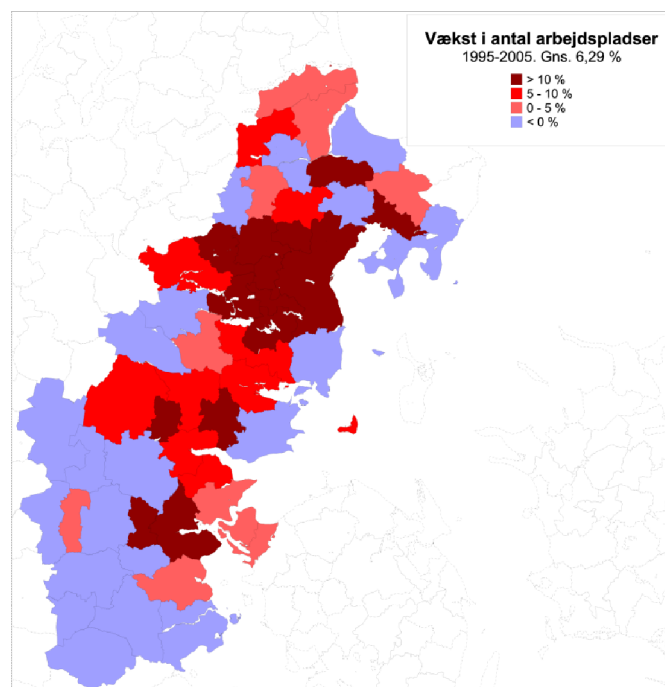 Vækst i antal arbejdspladser
1995-2005. Gns. 6,29 %
> 10 %
5 - 10 %
0 - 5 %
< 0 %